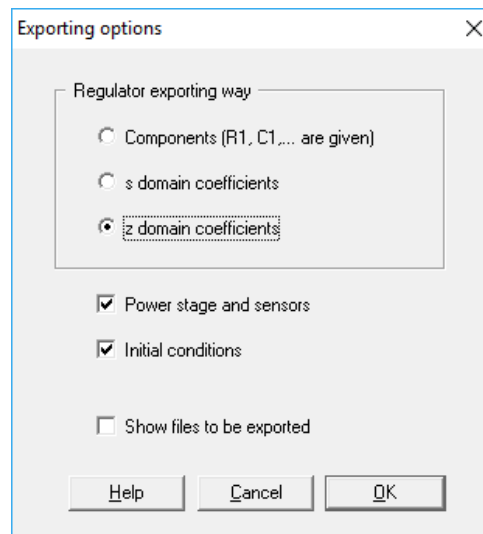 Exporting options
Regulator exporting way
Components (R1, C1,... are given)
s domain coefficients
z domain coefficients
Power stage and sensors
Initial conditions
Show files to be exported
Help Cancel OK